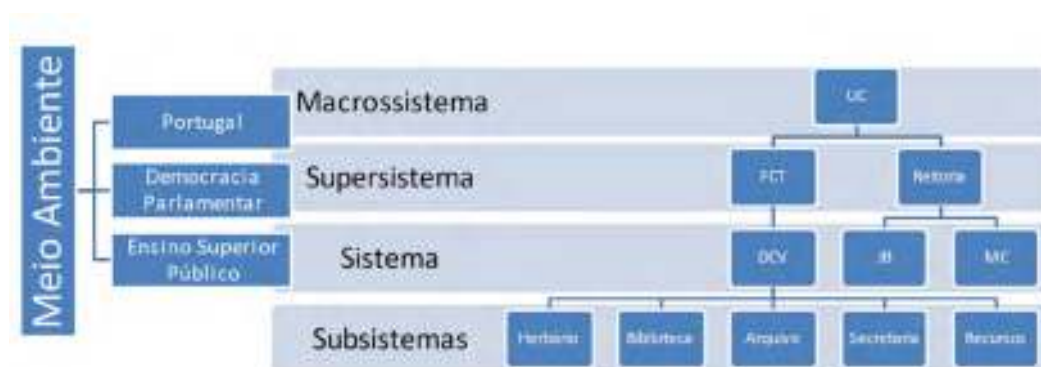 Meio Ambiente
Portugal
Democracia
Parlamentar
Ensino Superior
Público
Macrossistema
UC
Supersistema
FCT
Reitoria
Sistema
DCV
JB
MC
Subsistemas
Herbário
Biblioteca
Arquivo
Secretaria
Recursos